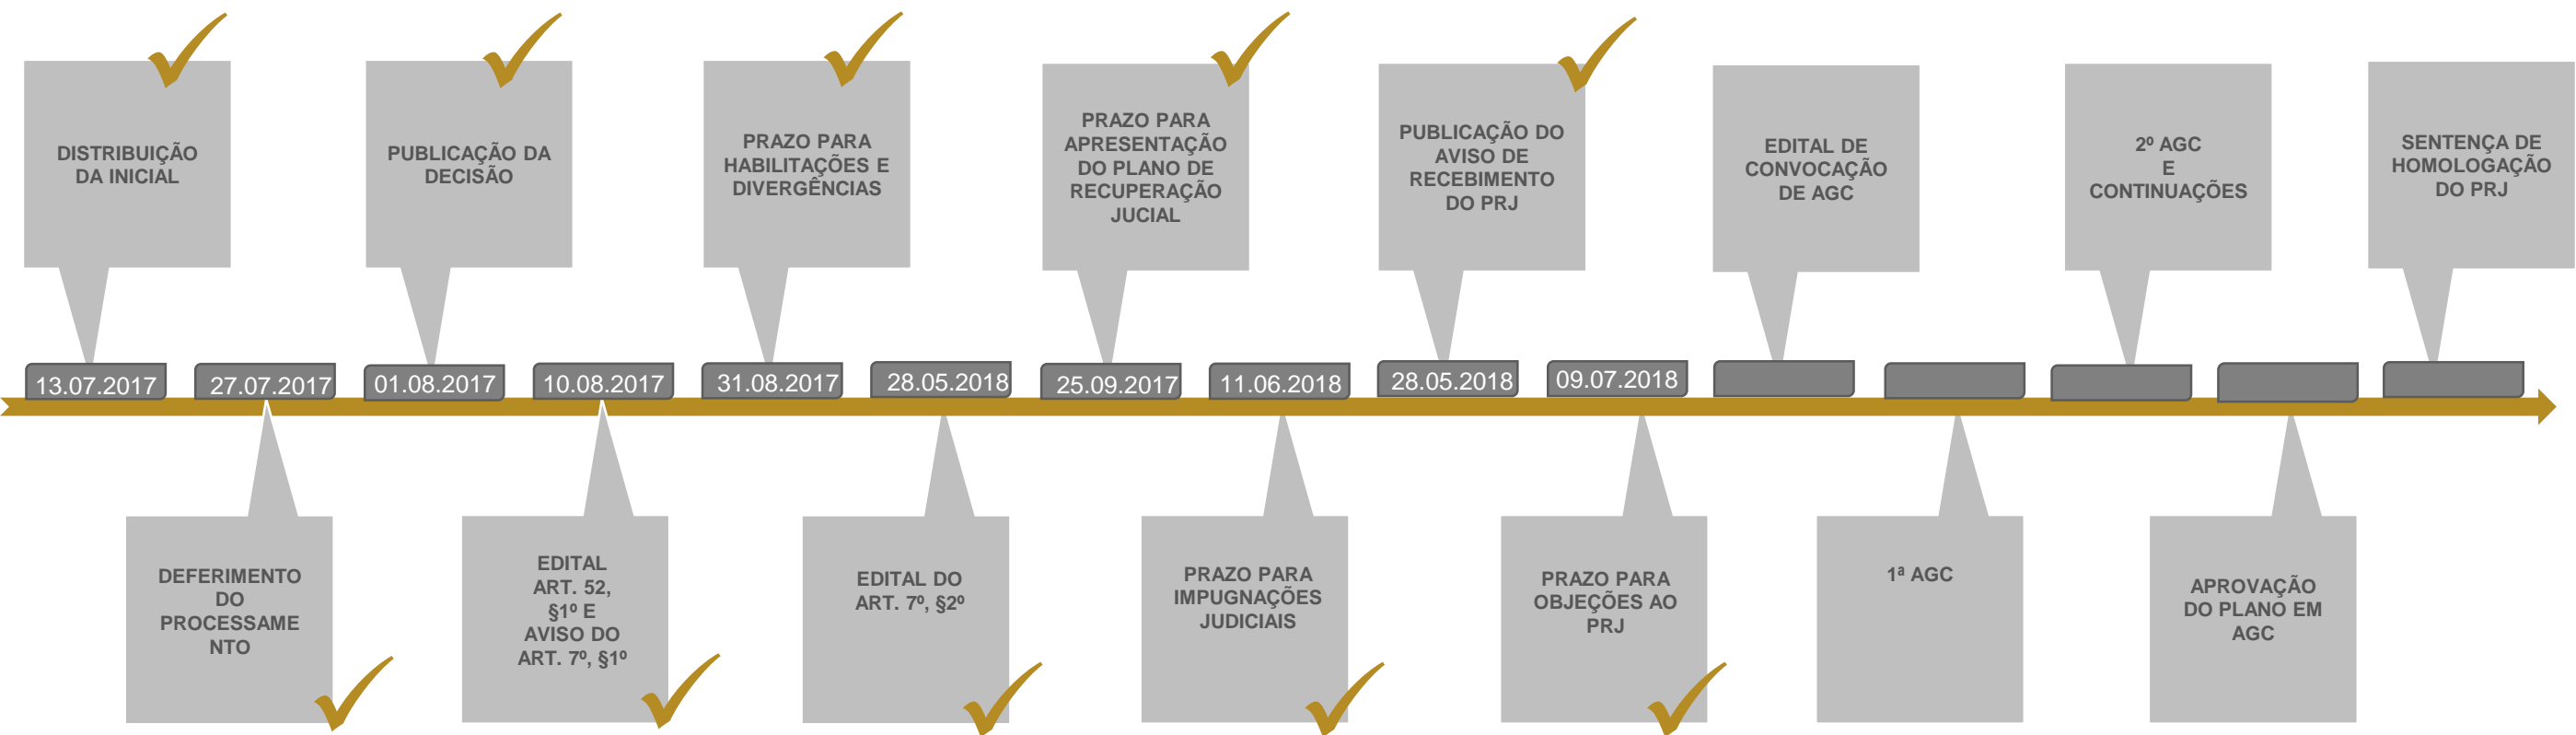 DISTRIBUIÇÃO
DA INICIAL
PUBLICAÇÃO DA
DECISÃO
PRAZO PARA
HABILITAÇÕES E
DIVERGÊNCIAS
PRAZO PARA
APRESENTAÇÃO
DO PLANO DE
RECUPERAÇÃO
JUCIAL
PUBLICAÇÃO DO
AVISO DE
RECEBIMENTO
DO PRJ
EDITAL DE
CONVOCAÇÃO
DE AGC
2º AGC
E
CONTINUAÇÕES
SENTENÇA DE
HOMOLOGAÇÃO
DO PRJ
13.07.2017
27.07.2017
01.08.2017
10.08.2017
31.08.2017
28.05.2018
25.09.2017
11.06.2018
28.05.2018
09.07.2018
DEFERIMENTO
DO
PROCESSAME
NTO
EDITAL
ART. 52,
§1º E
AVISO DO
ART. 7º, §1º
EDITAL DO
ART. 7º, §2º
PRAZO PARA
IMPUGNAÇÕES
JUDICIAIS
PRAZO PARA
OBJEÇÕES AO
PRJ
1ª AGC
APROVAÇÃO
DO PLANO EM
AGC